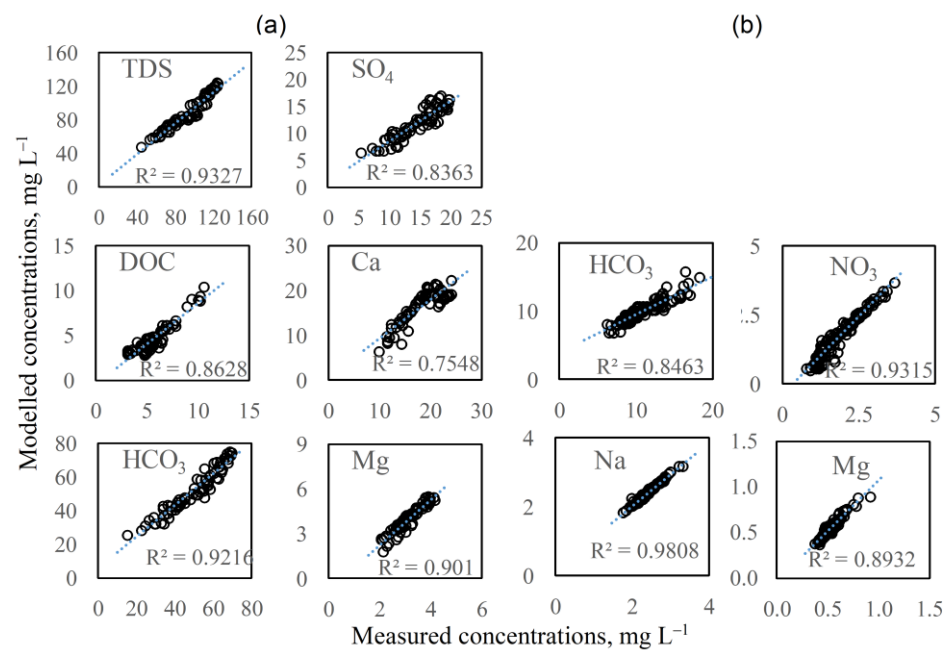 (a)
(b)
Modelled concentrations, mg L⁻¹
160
120
80
40
0
TDS
R² = 0.9327
0
40
80
120
160
25
20
15
10
5
0
SO₄
R² = 0.8363
0 5 10 15 20 25
15
10
5
0
DOC
R² = 0.8628
0 5 10 15
30
20
10
0
Ca
R² = 0.7548
0 10 20 30
20
10
0
HCO₃
R² = 0.8463
0 10 20
5
0
NO₃
R² = 0.9315
0 2.5 5
80
60
40
20
0
HCO₃
R² = 0.9216
0 20 40 60 80
9
6
3
0
Mg
R² = 0.901
0 2 4 6
4
2
0
Na
R² = 0.9808
0 2 4
1.5
1.0
0.5
0.0
Mg
R² = 0.8932
0.0 0.5 1.0 1.5
Measured concentrations, mg L⁻¹